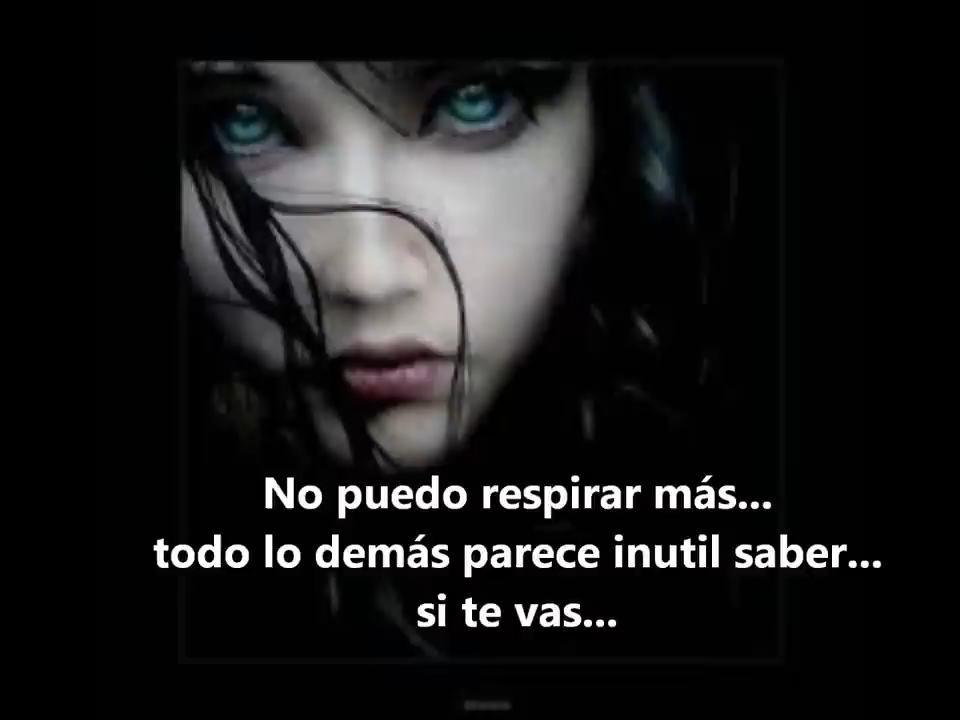 No puedo respirar más...
todo lo demás parece inutil saber...
si te vas...